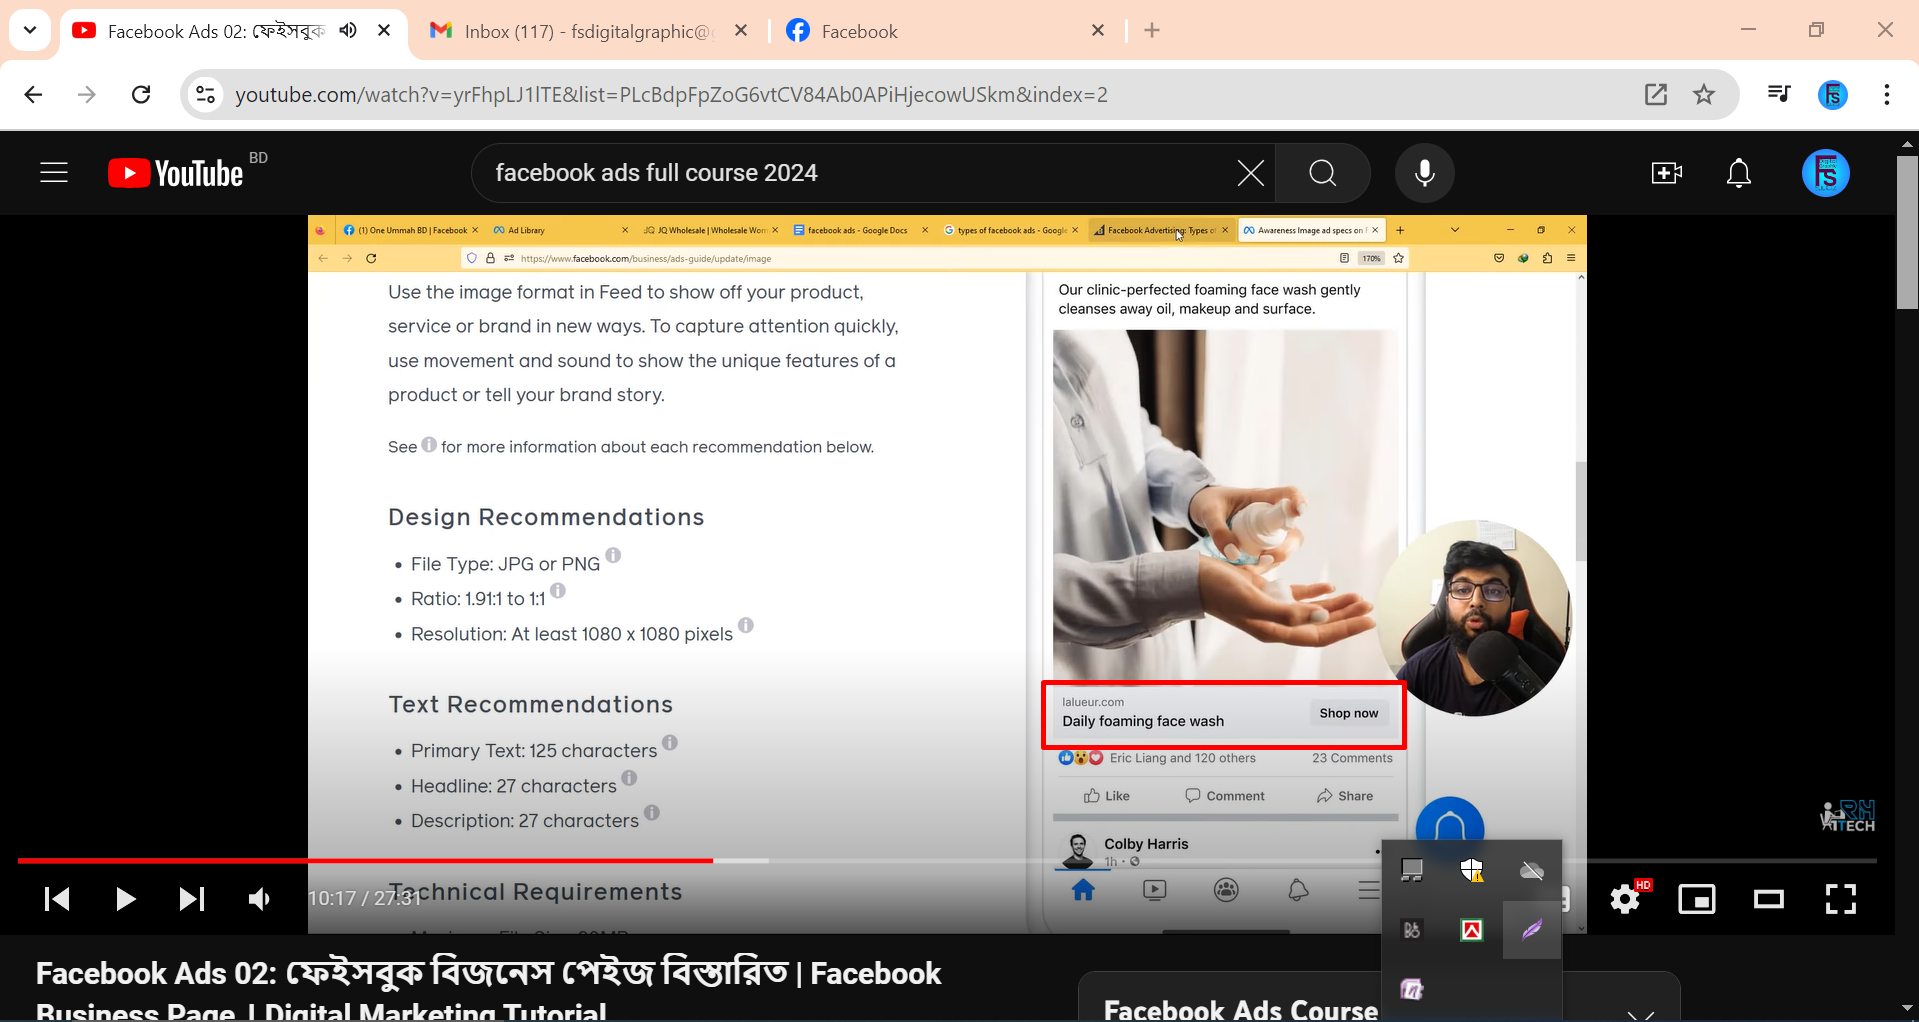 Facebook Ads 02: ফেইসবুক
Inbox (117) - fsdigitalgraphic@g
Facebook
youtube.com/watch?v=yrFhpLJ1lTE&list=PLcBdpFpZoG6vtCV84Ab0APiHjecowUSkm&index=2
YouTube BD
facebook ads full course 2024
Fs
(1) One Ummah BD | Facebook
Ad Library
JQ Wholesale | Wholesale Wom
facebook ads - Google Docs
types of facebook ads - Google
Facebook Advertising: Types of
Awareness Image ad specs on F
https://www.facebook.com/business/ads-guide/update/image
170%
Use the image format in Feed to show off your product,
service or brand in new ways. To capture attention quickly,
use movement and sound to show the unique features of a
product or tell your brand story.
See for more information about each recommendation below.
Design Recommendations
• File Type: JPG or PNG
• Ratio: 1.91:1 to 1:1
• Resolution: At least 1080 x 1080 pixels
Text Recommendations
• Primary Text: 125 characters
• Headline: 27 characters
• Description: 27 characters
Technical Requirements
Our clinic-perfected foaming face wash gently
cleanses away oil, makeup and surface.
lalueur.com
Daily foaming face wash
Shop now
Eric Liang and 120 others
23 Comments
Like
Comment
Share
Colby Harris
1h
RH
TECH
10:17 / 27:31
HD
Facebook Ads 02: ফেইসবুক বিজনেস পেইজ বিস্তারিত | Facebook
Business Page | Digital Marketing Tutorial
Facebook Ads Course